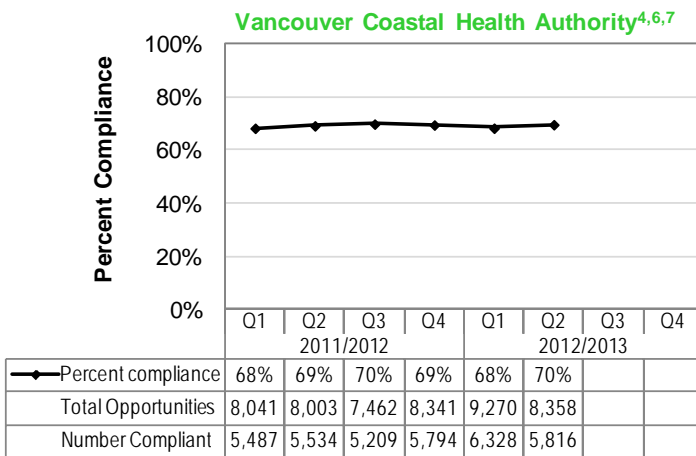 Vancouver Coastal Health Authority4,6,7
Percent Compliance
100%
80%
60%
40%
20%
0%
Q1 Q2 Q3 Q4 Q1 Q2 Q3 Q4
2011/2012 2012/2013
Percent compliance 68% 69% 70% 69% 68% 70%
Total Opportunities 8,041 8,003 7,462 8,341 9,270 8,358
Number Compliant 5,487 5,534 5,209 5,794 6,328 5,816